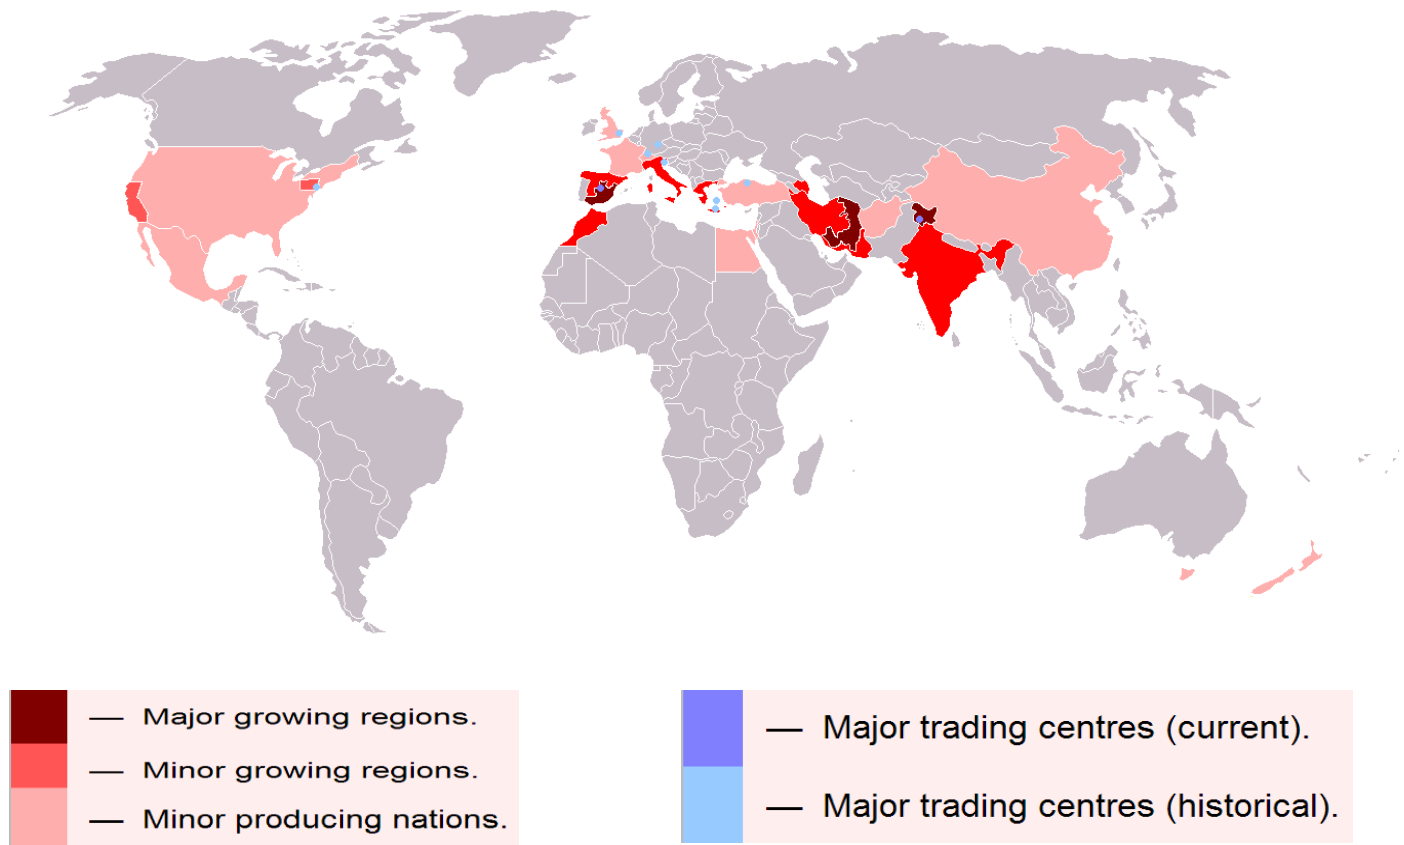 — Major growing regions.
— Minor growing regions.
— Minor producing nations.
— Major trading centres (current).
— Major trading centres (historical).